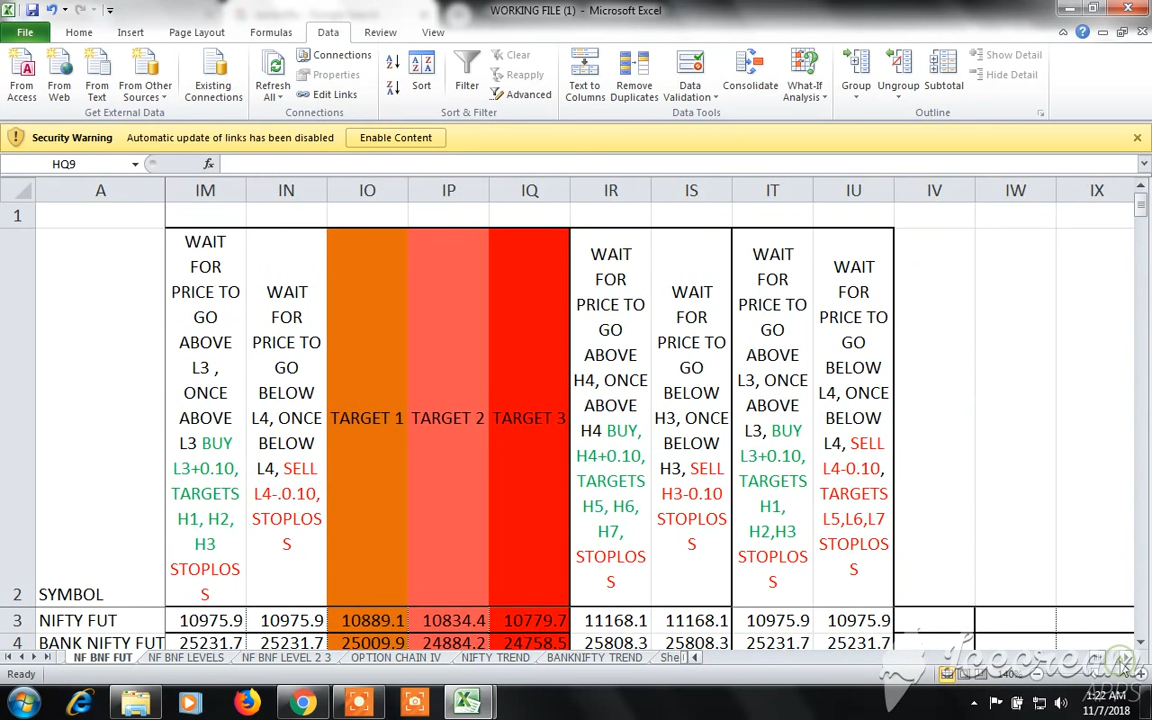 WORKING FILE (1) - Microsoft Excel
File Home Insert Page Layout Formulas Data Review View
From Access
From Web
From Text
From Other Sources
Existing Connections
Get External Data
Refresh All
Connections
Properties
Edit Links
Connections
Sort
Filter
Clear
Reapply
Advanced
Sort & Filter
Text to Columns
Remove Duplicates
Data Validation
Consolidate
What-If Analysis
Data Tools
Group
Ungroup
Subtotal
Show Detail
Hide Detail
Outline
Security Warning Automatic update of links has been disabled Enable Content
HQ9 fx
A IM IN IO IP IQ IR IS IT IU IV IW IX
1
2 SYMBOL
WAIT
FOR
PRICE TO
GO
ABOVE
L3 ,
ONCE
ABOVE
L3 BUY
L3+0.10,
TARGETS
H1, H2,
H3
STOPLOS
S
WAIT
FOR
PRICE TO
GO
BELOW
L4, ONCE
BELOW
L4, SELL
L4-.0.10,
STOPLOS
S
TARGET 1
TARGET 2
TARGET 3
WAIT
FOR
PRICE TO
GO
ABOVE
H4, ONCE
ABOVE
H4 BUY,
H4+0.10,
TARGETS
H5, H6,
H7,
STOPLOS
S
WAIT
FOR
PRICE TO
GO
BELOW
H3, ONCE
BELOW
H3, SELL
H3-0.10
STOPLOS
S
WAIT
FOR
PRICE TO
GO
ABOVE
L3, ONCE
ABOVE
L3, BUY
L3+0.10,
TARGETS
H1,
H2,H3
STOPLOS
S
WAIT
FOR
PRICE TO
GO
BELOW
L4, ONCE
BELOW
L4, SELL
L4-0.10,
TARGETS
L5,L6,L7
STOPLOS
S
3 NIFTY FUT 10975.9 10975.9 10889.1 10834.4 10779.7 11168.1 11168.1 10975.9 10975.9
4 BANK NIFTY FUT 25231.7 25231.7 25009.9 24884.2 24758.5 25808.3 25808.3 25231.7 25231.7
NF BNF FUT NF BNF LEVELS NF BNF LEVEL 2 3 OPTION CHAIN IV NIFTY TREND BANKNIFTY TREND She
Ready 140%
Icecream
APPS
1:22 AM
11/7/2018